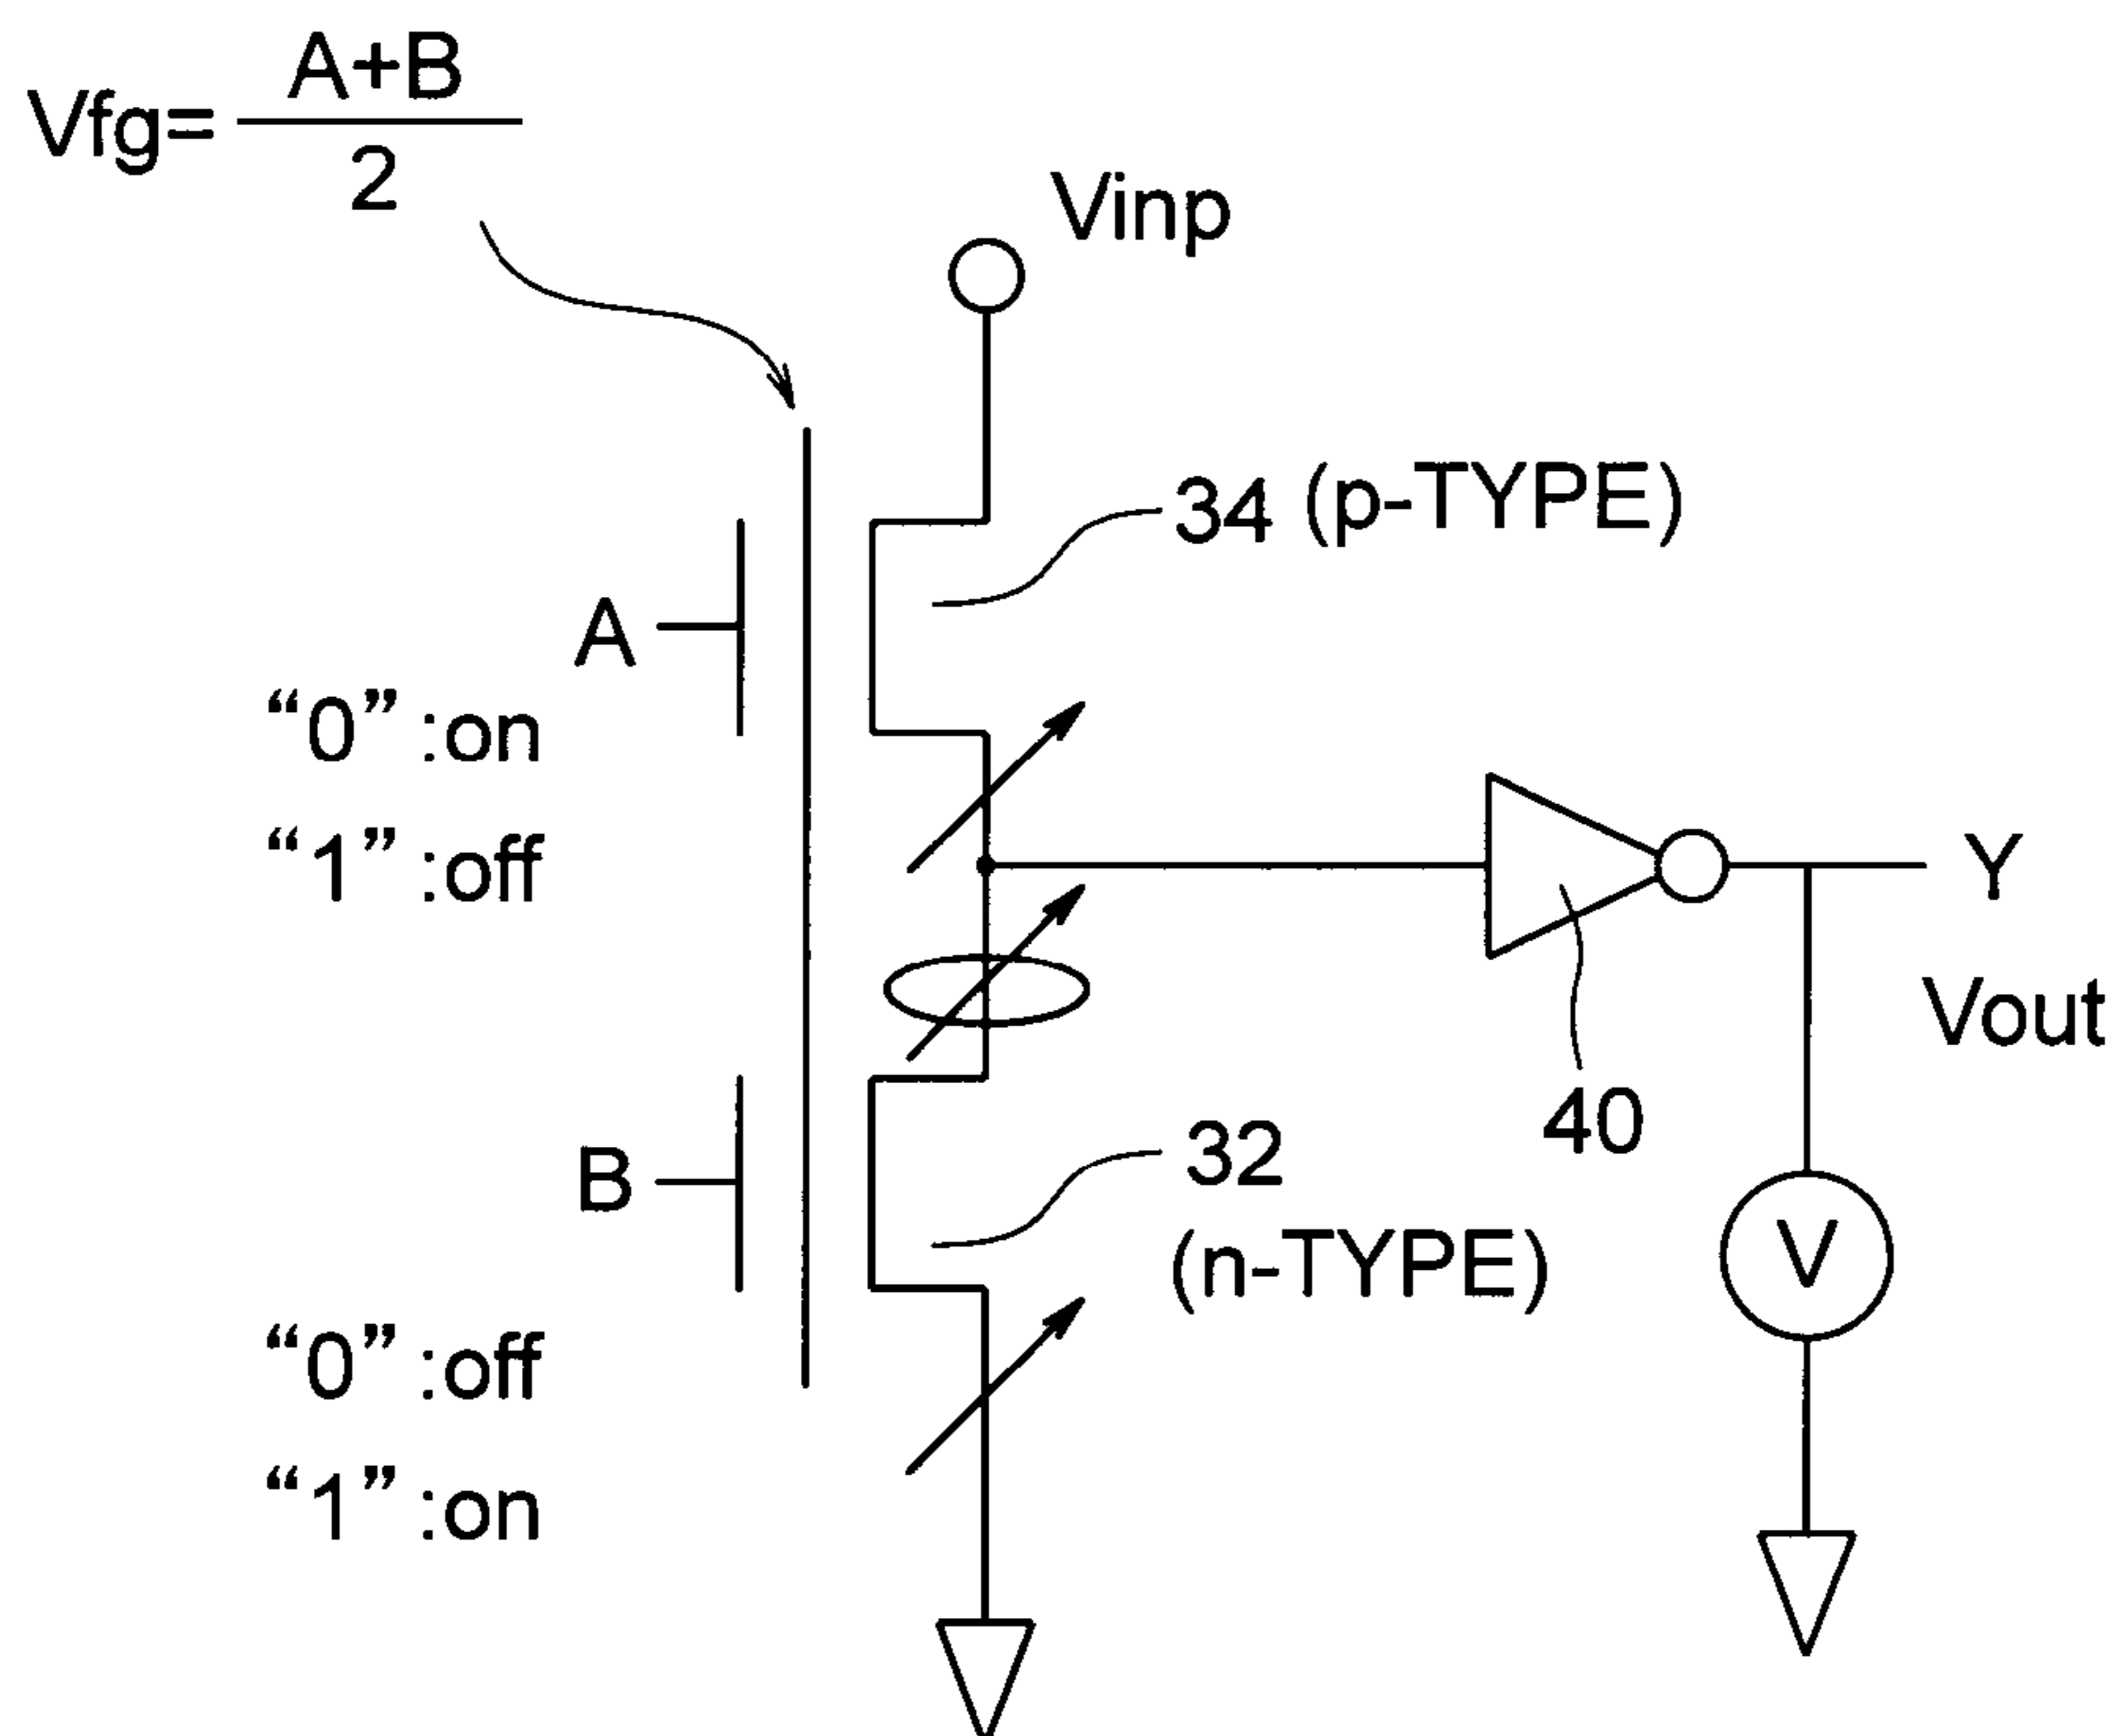 Vfg= A+B
2
Vinp
34 (p-TYPE)
A
“0” :on
“1” :off
Y
Vout
40
B
32
(n-TYPE)
V
“0” :off
“1” :on